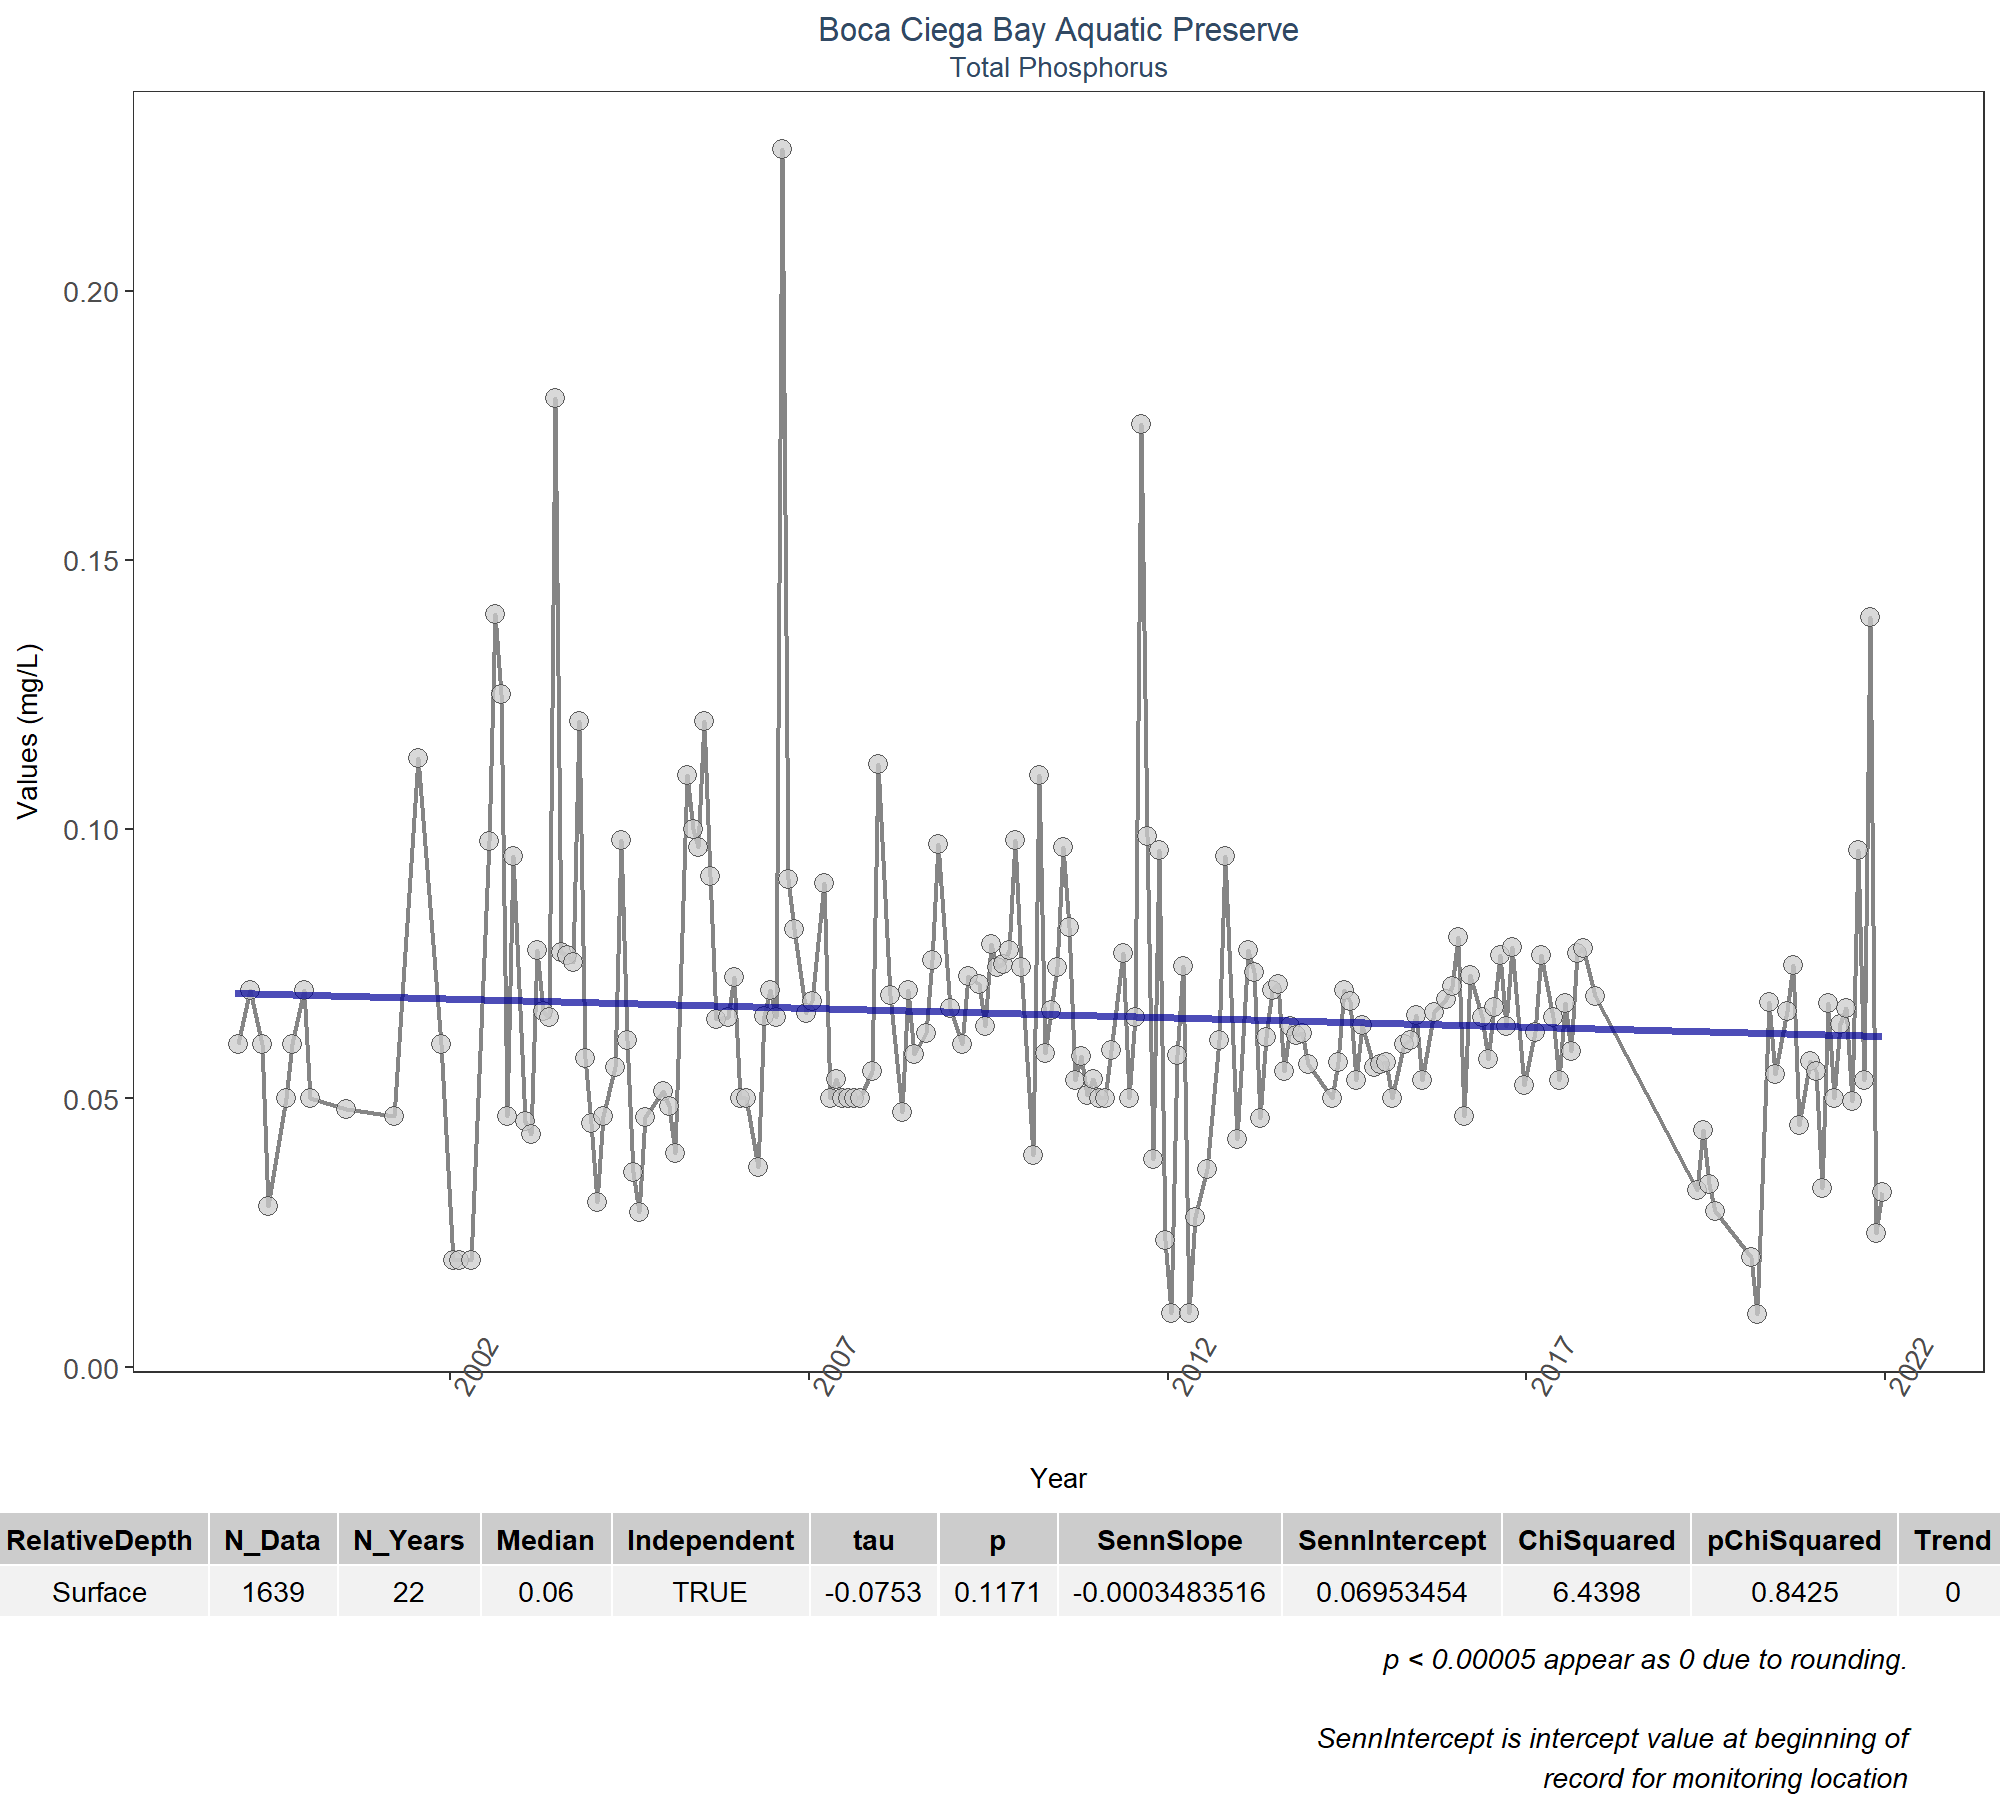 Boca Ciega Bay Aquatic Preserve
Total Phosphorus
Values (mg/L)
0.20
0.15
0.10
0.05
0.00
2002 2007 2012 2017 2022
Year
RelativeDepth N_Data N_Years Median Independent tau p SennSlope SennIntercept ChiSquared pChiSquared Trend
Surface 1639 22 0.06 TRUE -0.0753 0.1171 -0.0003483516 0.06953454 6.4398 0.8425 0
p < 0.00005 appear as 0 due to rounding.
SennIntercept is intercept value at beginning of
record for monitoring location